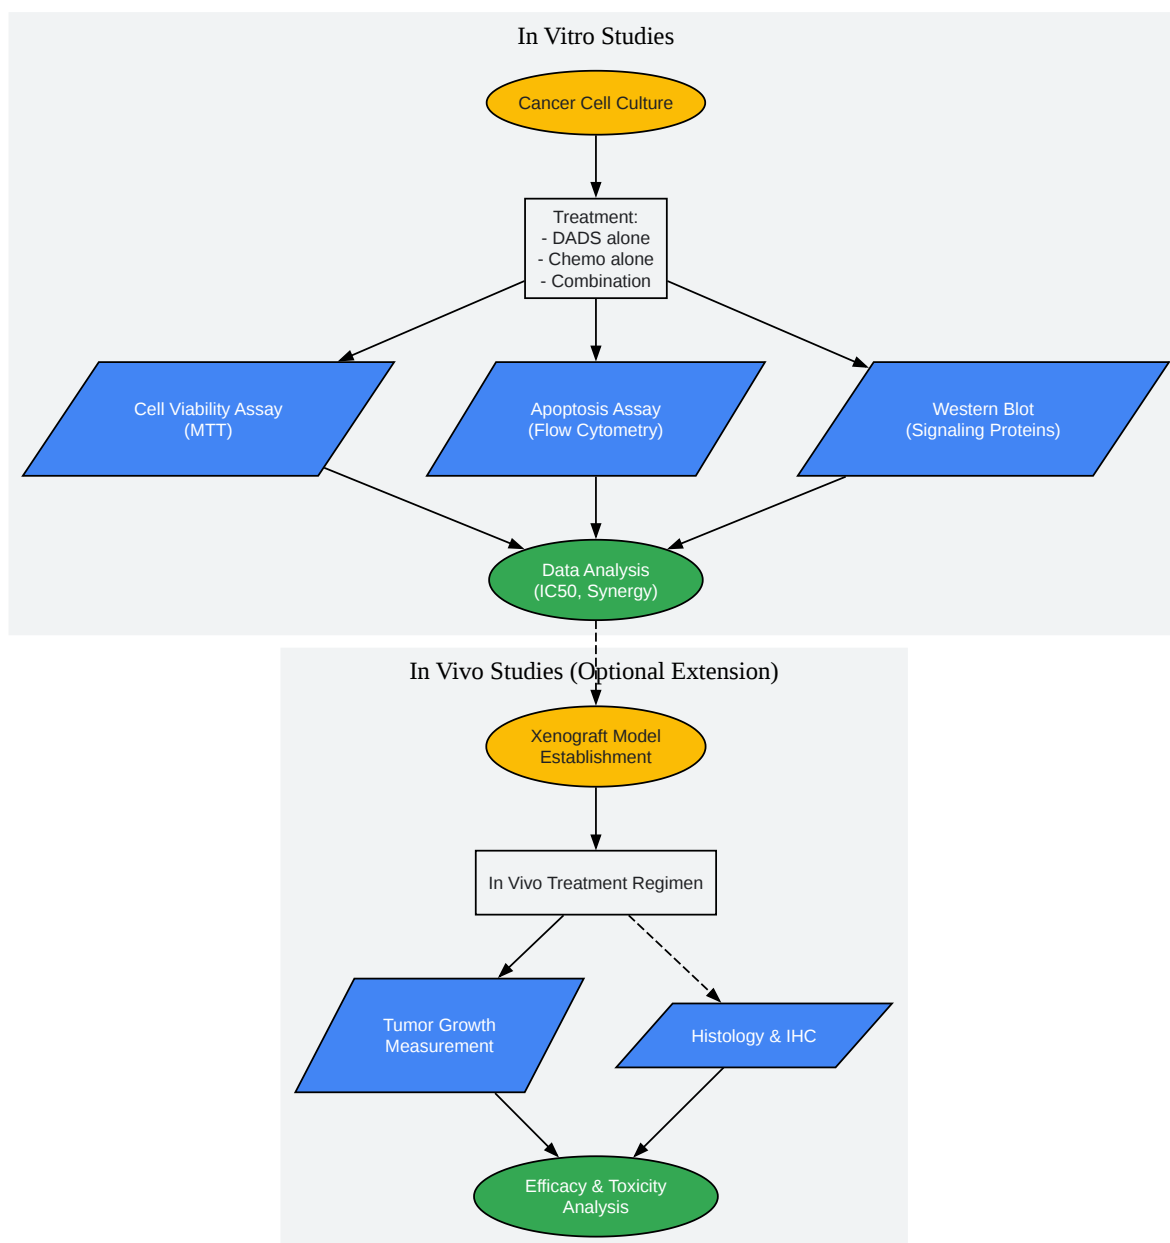 In Vitro Studies
Cancer Cell Culture
Treatment:
- DADS alone
- Chemo alone
- Combination
Cell Viability Assay
(MTT)
Apoptosis Assay
(Flow Cytometry)
Western Blot
(Signaling Proteins)
Data Analysis
(IC50, Synergy)
In Vivo Studies (Optional Extension)
Xenograft Model
Establishment
In Vivo Treatment Regimen
Tumor Growth
Measurement
Histology & IHC
Efficacy & Toxicity
Analysis